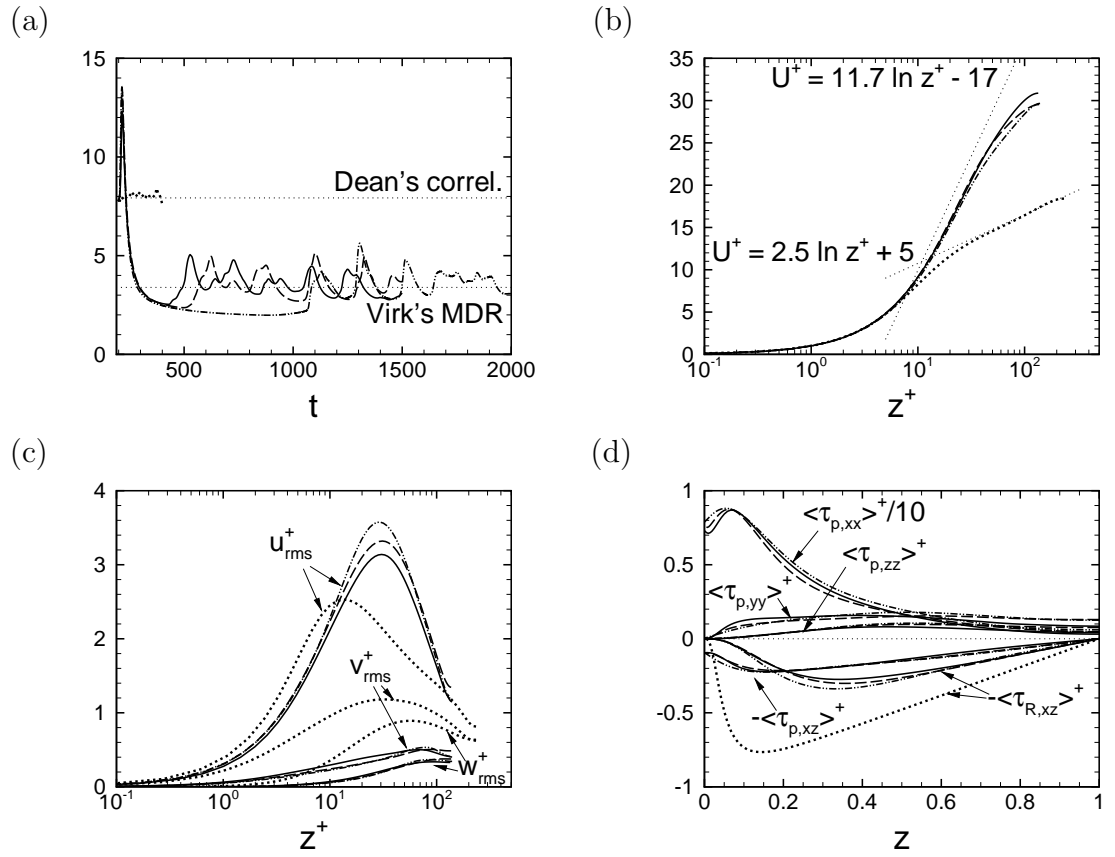 (a)
15
10
5
0
Dean's correl.
Virk's MDR
500 1000 1500 2000
t
(b)
35
30
25
20
15
10
5
0
U+ = 11.7 ln z+ - 17
U+ = 2.5 ln z+ + 5
10-1 100 101 102
z+
(c)
4
3
2
1
0
u+rms
v+rms
w+rms
10-1 100 101 102
z+
(d)
1
0.5
0
-0.5
-1
<τp,xx>+/10
<τp,zz>+
<τp,yy>+
-<τp,xz>+
-<τR,xz>+
0 0.2 0.4 0.6 0.8 1
z